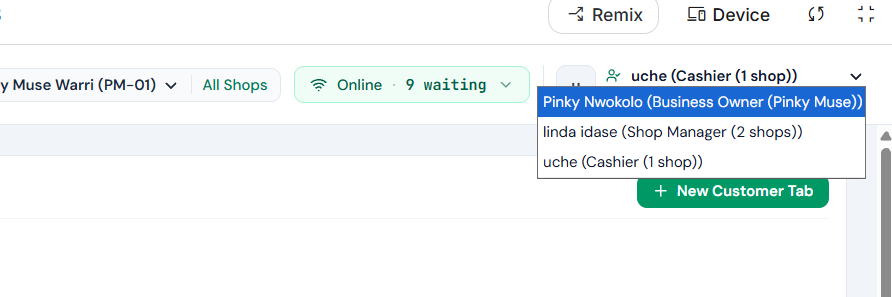 Remix
Device
y Muse Warri (PM-01)
All Shops
Online · 9 waiting
uche (Cashier (1 shop))
Pinky Nwokolo (Business Owner (Pinky Muse))
linda idase (Shop Manager (2 shops))
uche (Cashier (1 shop))
+ New Customer Tab